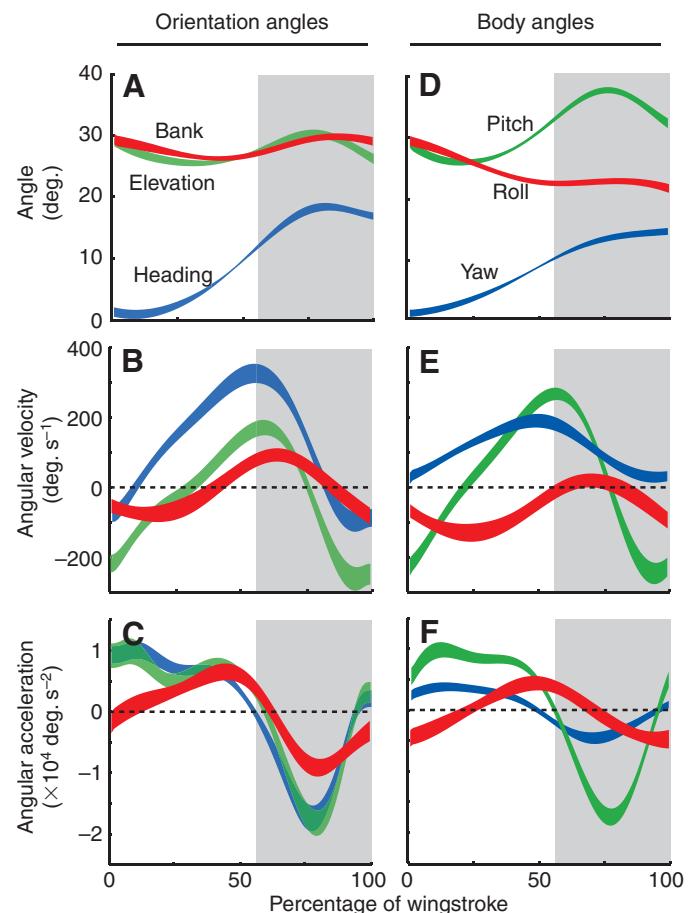 Orientation angles
Body angles
A
D
40
30
20
10
0
Angle
(deg.)
Bank
Elevation
Heading
Pitch
Roll
Yaw
B
E
400
200
0
–200
Angular velocity
(deg. s–1)
C
F
1
0
–1
–2
Angular acceleration
(×104 deg. s–2)
0
50
100
0
50
100
Percentage of wingstroke